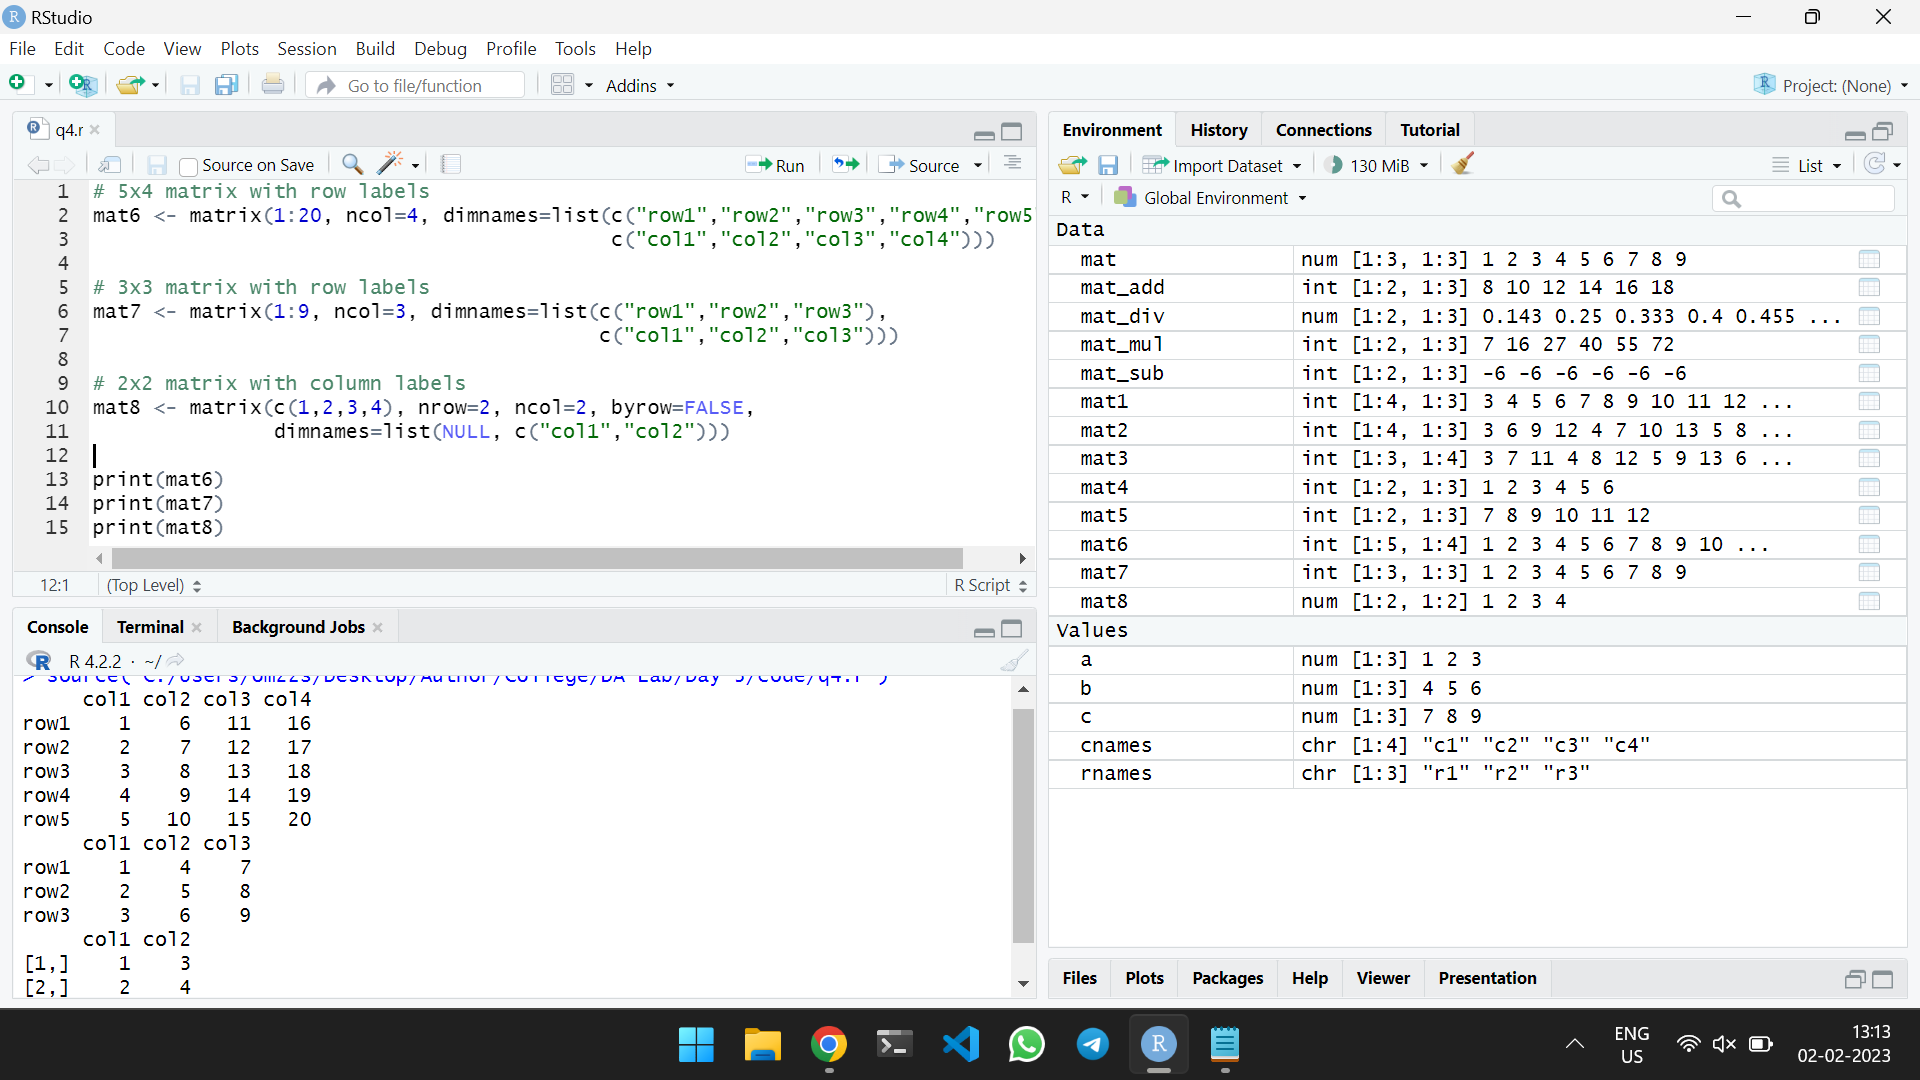 RStudio
File Edit Code View Plots Session Build Debug Profile Tools Help
Go to file/function Addins Project: (None)
q4.r
Source on Save Run Source
1 # 5x4 matrix with row labels
2 mat6 <- matrix(1:20, ncol=4, dimnames=list(c("row1","row2","row3","row4","row5
3 c("col1","col2","col3","col4")))
4
5 # 3x3 matrix with row labels
6 mat7 <- matrix(1:9, ncol=3, dimnames=list(c("row1","row2","row3"),
7 c("col1","col2","col3")))
8
9 # 2x2 matrix with column labels
10 mat8 <- matrix(c(1,2,3,4), nrow=2, ncol=2, byrow=FALSE,
11 dimnames=list(NULL, c("col1","col2")))
12
13 print(mat6)
14 print(mat7)
15 print(mat8)
12:1 (Top Level) R Script
Console Terminal Background Jobs
R 4.2.2 · ~/
> source("C:/Users/omzzs/Desktop/Author/College/DA Lab/Day 5/code/q4.r")
col1 col2 col3 col4
row1 1 6 11 16
row2 2 7 12 17
row3 3 8 13 18
row4 4 9 14 19
row5 5 10 15 20
col1 col2 col3
row1 1 4 7
row2 2 5 8
row3 3 6 9
col1 col2
[1,] 1 3
[2,] 2 4
Environment History Connections Tutorial
Import Dataset 130 MiB List
R Global Environment
Data
mat num [1:3, 1:3] 1 2 3 4 5 6 7 8 9
mat_add int [1:2, 1:3] 8 10 12 14 16 18
mat_div num [1:2, 1:3] 0.143 0.25 0.333 0.4 0.455 ...
mat_mul int [1:2, 1:3] 7 16 27 40 55 72
mat_sub int [1:2, 1:3] -6 -6 -6 -6 -6 -6
mat1 int [1:4, 1:3] 3 4 5 6 7 8 9 10 11 12 ...
mat2 int [1:4, 1:3] 3 6 9 12 4 7 10 13 5 8 ...
mat3 int [1:3, 1:4] 3 7 11 4 8 12 5 9 13 6 ...
mat4 int [1:2, 1:3] 1 2 3 4 5 6
mat5 int [1:2, 1:3] 7 8 9 10 11 12
mat6 int [1:5, 1:4] 1 2 3 4 5 6 7 8 9 10 ...
mat7 int [1:3, 1:3] 1 2 3 4 5 6 7 8 9
mat8 num [1:2, 1:2] 1 2 3 4
Values
a num [1:3] 1 2 3
b num [1:3] 4 5 6
c num [1:3] 7 8 9
cnames chr [1:4] "c1" "c2" "c3" "c4"
rnames chr [1:3] "r1" "r2" "r3"
Files Plots Packages Help Viewer Presentation
ENG
US
13:13
02-02-2023